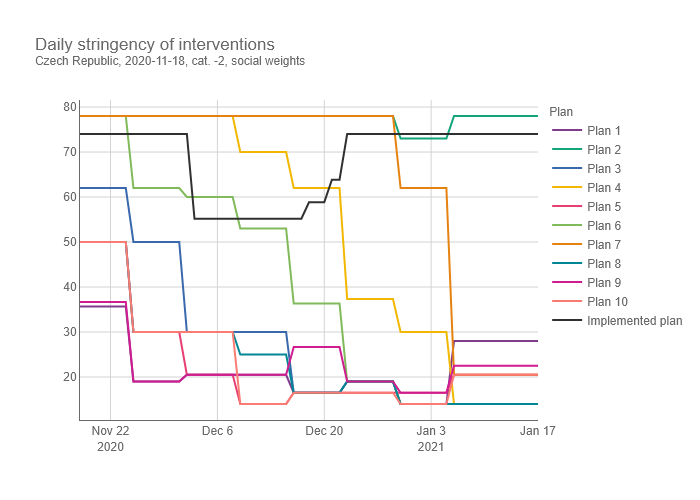 Daily stringency of interventions
Czech Republic, 2020-11-18, cat. -2, social weights
80
70
60
50
40
30
20
Nov 22
2020
Dec 6
Dec 20
Jan 3
2021
Jan 17
Plan
Plan 1
Plan 2
Plan 3
Plan 4
Plan 5
Plan 6
Plan 7
Plan 8
Plan 9
Plan 10
Implemented plan